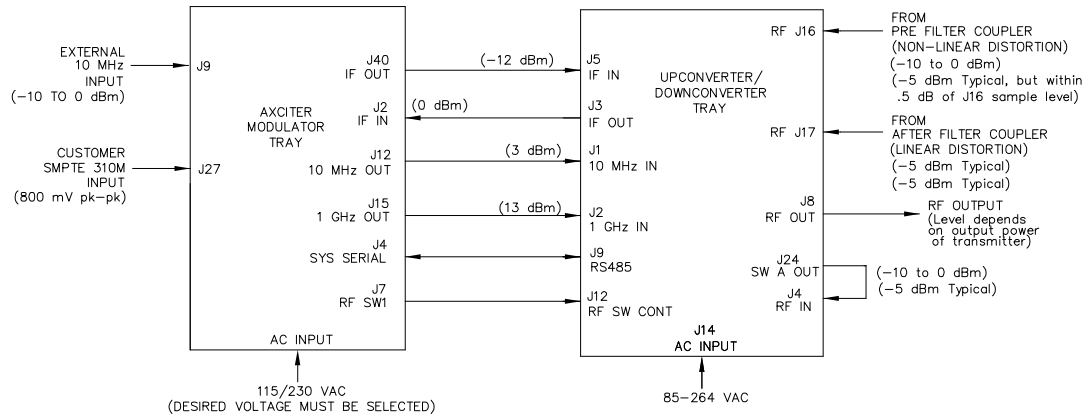 EXTERNAL
10 MHz
INPUT
(-10 TO 0 dBm)
CUSTOMER
SMPTE 310M
INPUT
(800 mV pk-pk)
J9
J27
AXCITER
MODULATOR
TRAY
J40
IF OUT
J2
IF IN
J12
10 MHz OUT
J15
1 GHz OUT
J4
SYS SERIAL
J7
RF SW1
AC INPUT
115/230 VAC
(DESIRED VOLTAGE MUST BE SELECTED)
(-12 dBm)
(0 dBm)
(3 dBm)
(13 dBm)
J5
IF IN
J3
IF OUT
J1
10 MHz IN
J2
1 GHz IN
J9
RS485
J12
RF SW CONT
UPCONVERTER/
DOWNCONVERTER
TRAY
RF J16
RF J17
J8
RF OUT
J24
SW A OUT
J4
RF IN
J14
AC INPUT
85-264 VAC
FROM
PRE FILTER COUPLER
(NON-LINEAR DISTORTION)
(-10 to 0 dBm)
(-5 dBm Typical, but within
.5 dB of J16 sample level)
FROM
AFTER FILTER COUPLER
(LINEAR DISTORTION)
(-5 dBm Typical)
(-5 dBm Typical)
RF OUTPUT
(Level depends
on output power
of transmitter)
(-10 to 0 dBm)
(-5 dBm Typical)